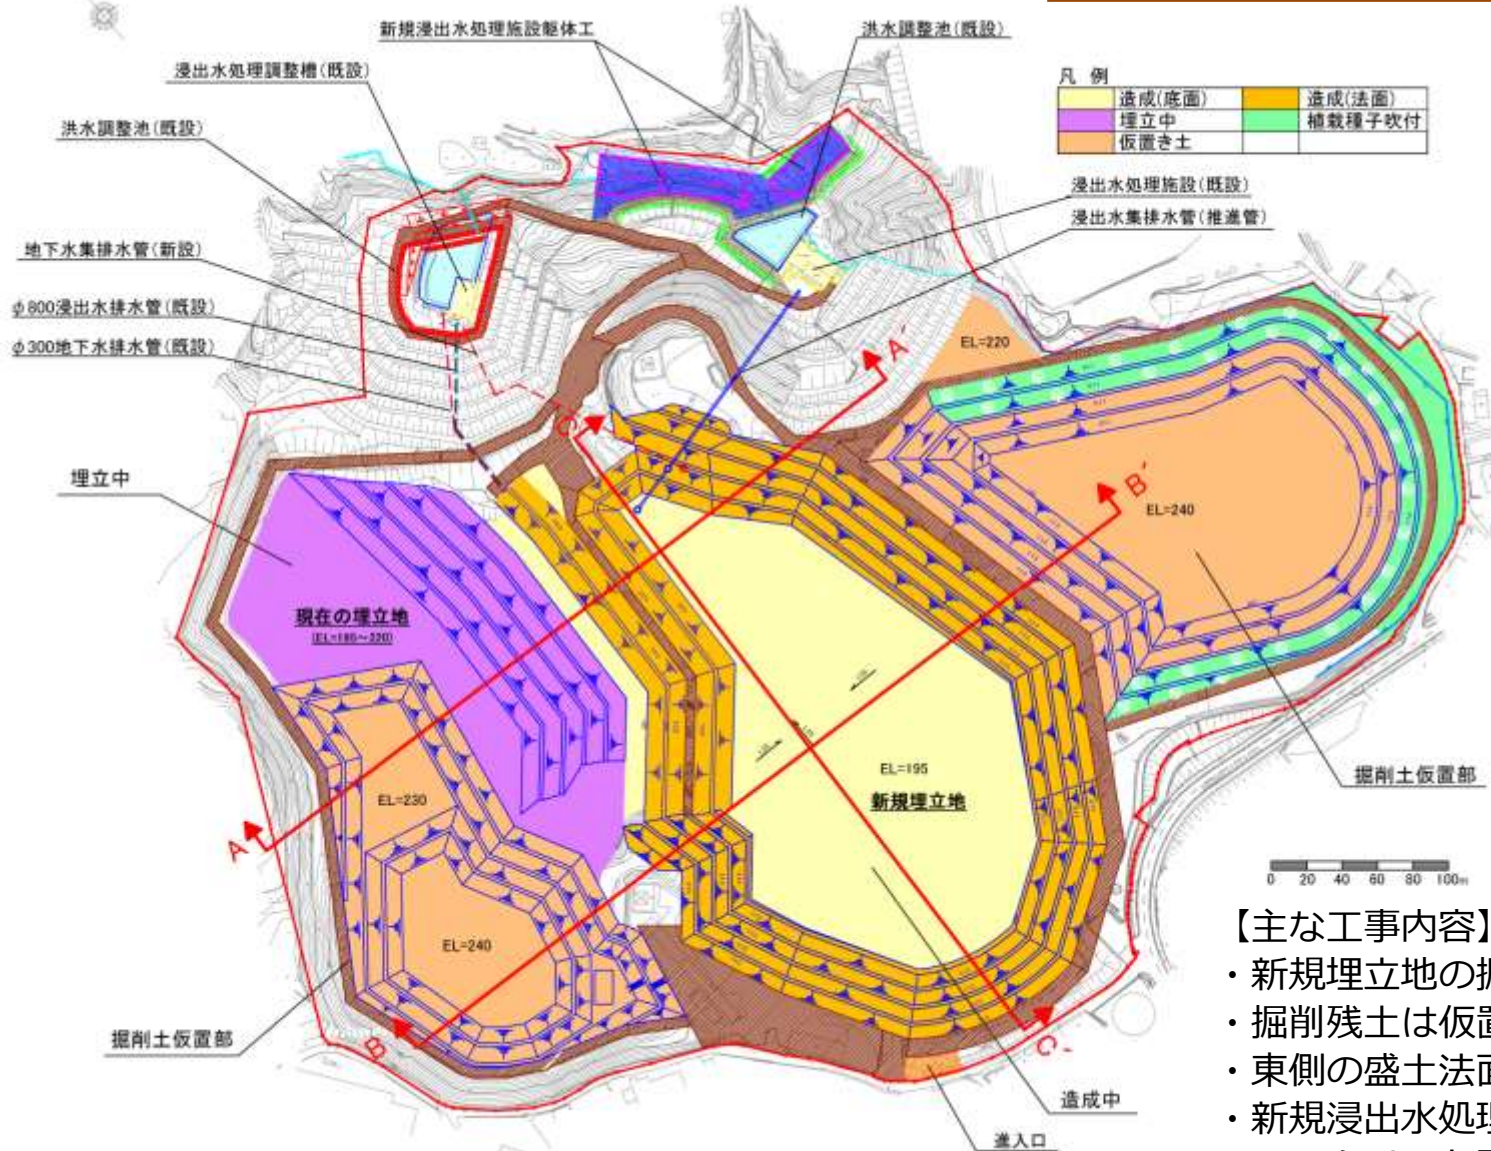 新規浸出水処理施設躯体工
洪水調整池(既設)
浸出水処理調整槽(既設)
洪水調整池(既設)
凡 例
造成(底面)
造成(法面)
埋立中
植栽種子吹付
仮置き土
浸出水処理施設(既設)
浸出水集排水管(推進管)
地下水集排水管(新設)
φ800浸出水排水管(既設)
φ300地下水排水管(既設)
EL=220
A'
C
埋立中
B'
EL=240
現在の埋立地
掘削土仮置部
EL=195
新規埋立地
EL=230
A
0 20 40 60 80 100m
EL=240
掘削土仮置部
B
C'
造成中
進入口
【主な工事内容】
・新規埋立地の掘
・掘削残土は仮置
・東側の盛土法面
・新規浸出水処理